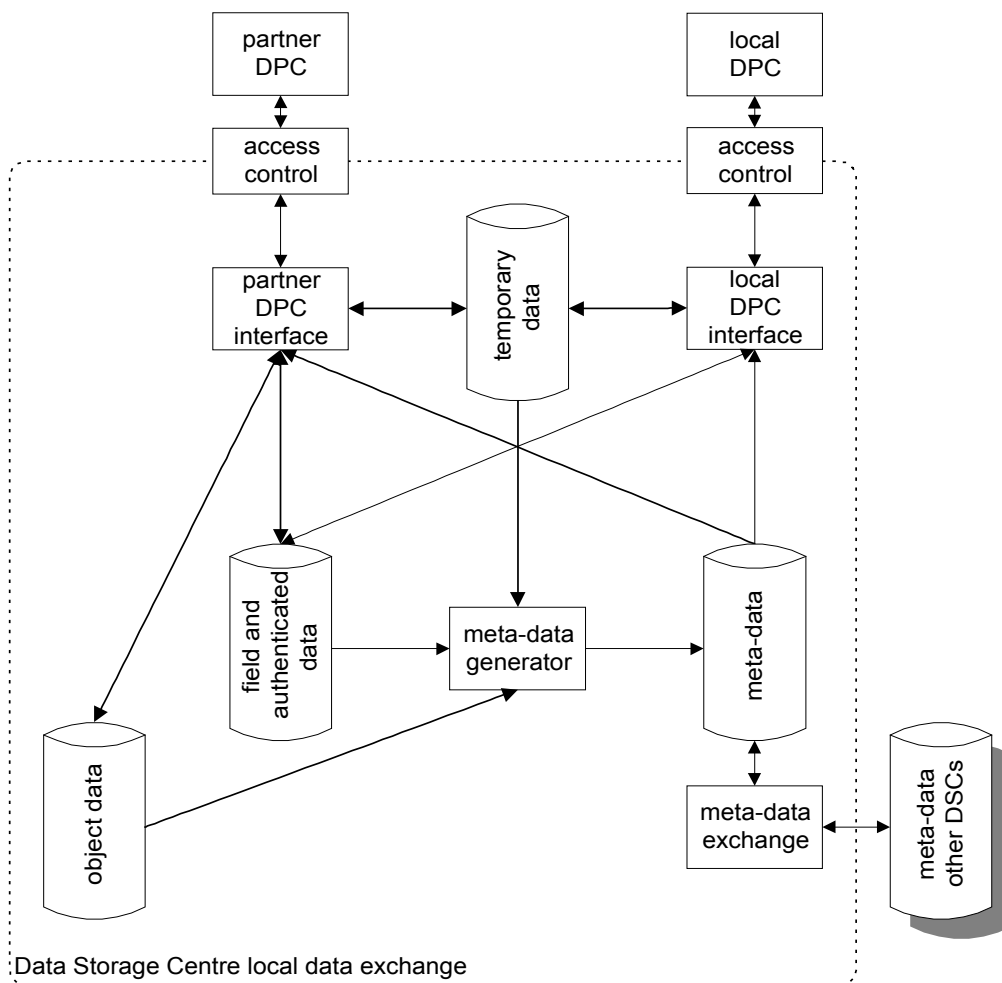 partner
DPC
local
DPC
access
control
access
control
partner
DPC
interface
temporary
data
local
DPC
interface
field and
authenticated
data
meta-data
generator
meta-data
object data
meta-data
exchange
meta-data
other DSCs
Data Storage Centre local data exchange